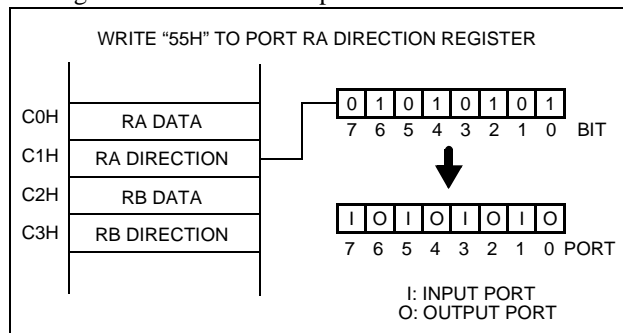 WRITE “55H” TO PORT RA DIRECTION REGISTER
0 1 0 1 0 1 0 1
7 6 5 4 3 2 1 0 BIT
C0H RA DATA
C1H RA DIRECTION
C2H RB DATA
C3H RB DIRECTION
I O I O I O I O
7 6 5 4 3 2 1 0 PORT
I: INPUT PORT
O: OUTPUT PORT